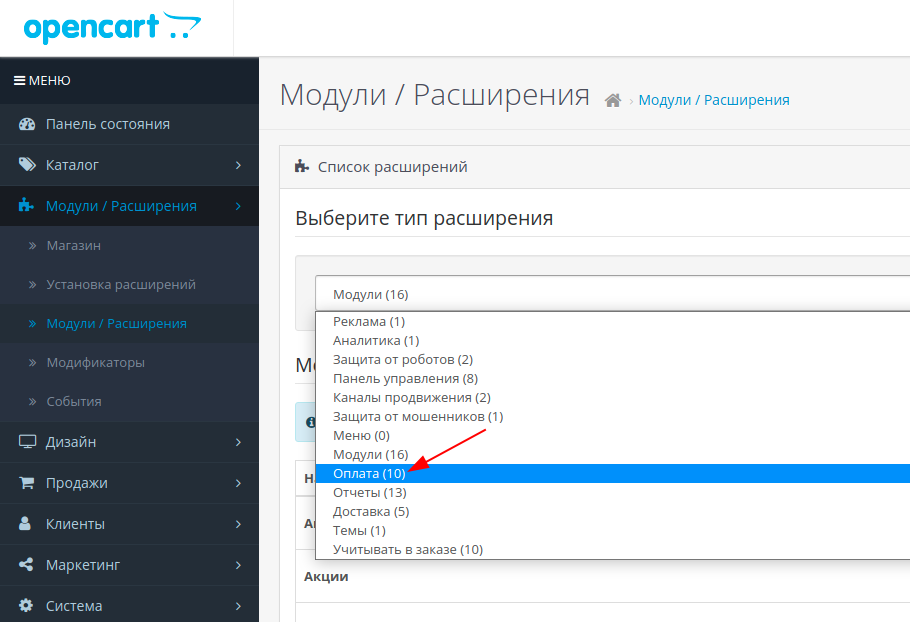 opencart
МЕНЮ
Панель состояния
Каталог
Модули / Расширения
Магазин
Установка расширений
Модули / Расширения
Модификаторы
События
Дизайн
Продажи
Клиенты
Маркетинг
Система
Модули / Расширения
Модули / Расширения
Список расширений
Выберите тип расширения
Модули (16)
Реклама (1)
Аналитика (1)
Защита от роботов (2)
Панель управления (8)
Каналы продвижения (2)
Защита от мошенников (1)
Меню (0)
Модули (16)
Оплата (10)
Отчеты (13)
Доставка (5)
Темы (1)
Учитывать в заказе (10)
Акции